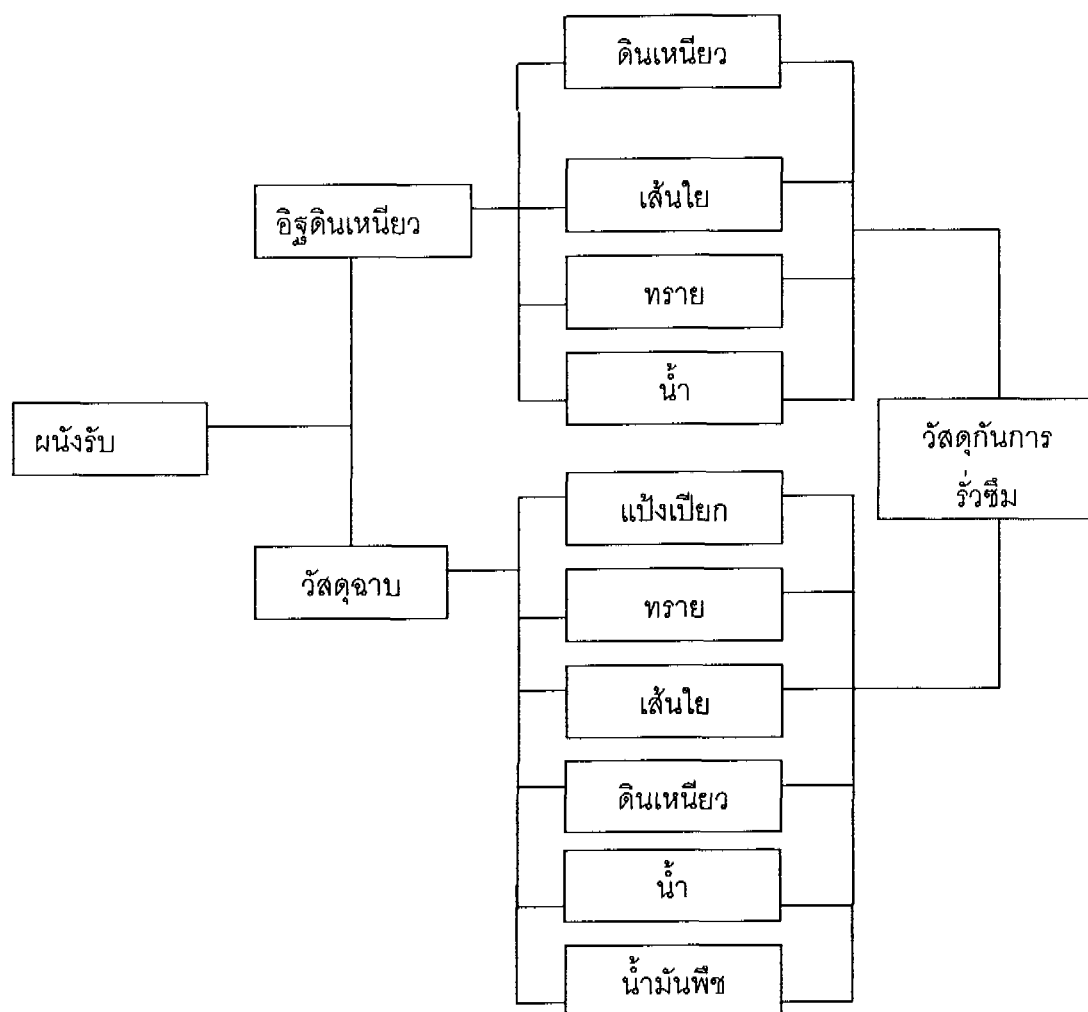 ดินเหนียว
เส้นใย
อิฐดินเหนียว
ทราย
น้ำ
ผนังรับ
วัสดุกันการ
รั่วซึม
แป้งเปียก
วัสดุฉาบ
ทราย
เส้นใย
ดินเหนียว
น้ำ
น้ำมันพืช